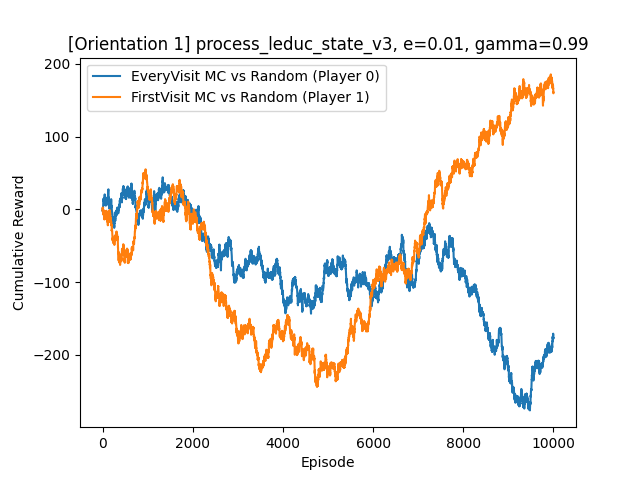 [Orientation 1] process_leduc_state_v3, e=0.01, gamma=0.99
EveryVisit MC vs Random (Player 0)
FirstVisit MC vs Random (Player 1)
200
100
0
−100
−200
Cumulative Reward
0 2000 4000 6000 8000 10000
Episode